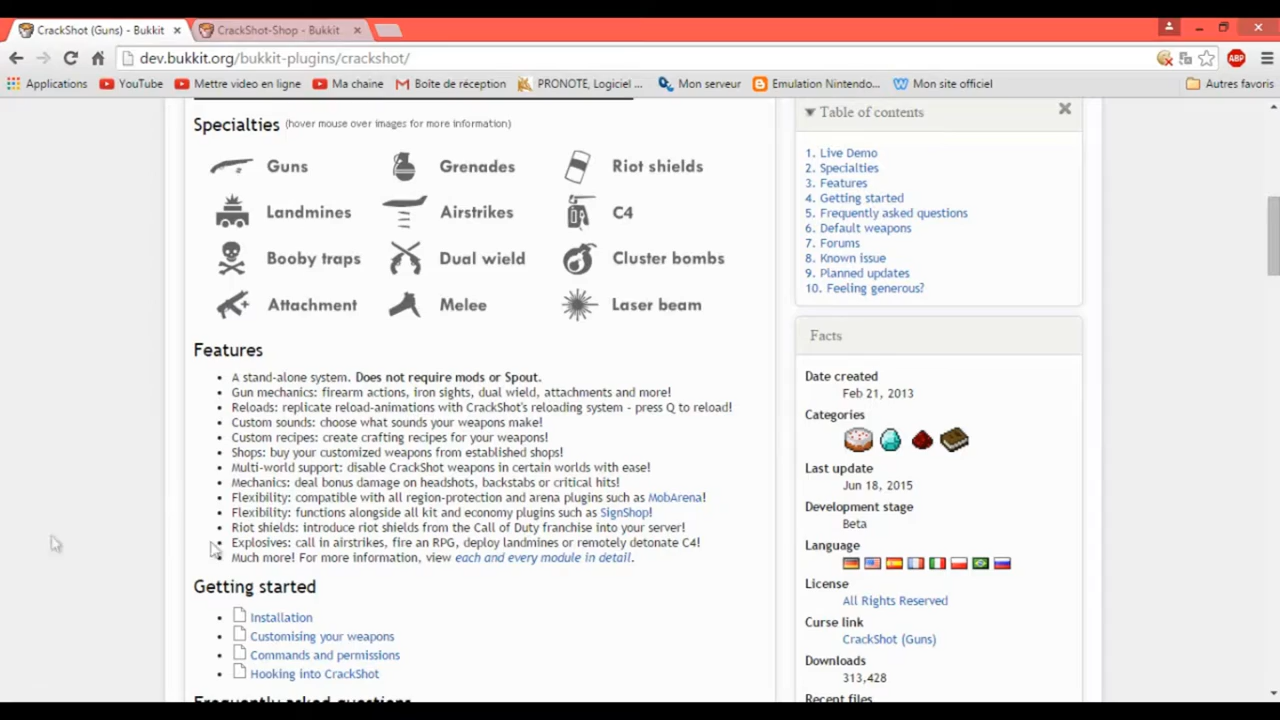 CrackShot (Guns) - Bukkit
CrackShot-Shop - Bukkit
dev.bukkit.org/bukkit-plugins/crackshot/
Applications YouTube Mettre video en ligne Ma chaine Boîte de réception PRONOTE, Logiciel ... Mon serveur Emulation Nintendo... Mon site officiel Autres favoris
ABP
Specialties (hover mouse over images for more information)
Guns Grenades Riot shields
Landmines Airstrikes C4
Booby traps Dual wield Cluster bombs
Attachment Melee Laser beam
Features
A stand-alone system. Does not require mods or Spout.
Gun mechanics: firearm actions, iron sights, dual wield, attachments and more!
Reloads: replicate reload-animations with CrackShot's reloading system - press Q to reload!
Custom sounds: choose what sounds your weapons make!
Custom recipes: create crafting recipes for your weapons!
Shops: buy your customized weapons from established shops!
Multi-world support: disable CrackShot weapons in certain worlds with ease!
Mechanics: deal bonus damage on headshots, backstabs or critical hits!
Flexibility: compatible with all region-protection and arena plugins such as MobArena!
Flexibility: functions alongside all kit and economy plugins such as SignShop!
Riot shields: introduce riot shields from the Call of Duty franchise into your server!
Explosives: call in airstrikes, fire an RPG, deploy landmines or remotely detonate C4!
Much more! For more information, view each and every module in detail.
Getting started
Installation
Customising your weapons
Commands and permissions
Hooking into CrackShot
Frequently asked questions
Table of contents
1. Live Demo
2. Specialties
3. Features
4. Getting started
5. Frequently asked questions
6. Default weapons
7. Forums
8. Known issue
9. Planned updates
10. Feeling generous?
Facts
Date created
Feb 21, 2013
Categories
Last update
Jun 18, 2015
Development stage
Beta
Language
License
All Rights Reserved
Curse link
CrackShot (Guns)
Downloads
313,428
Recent files